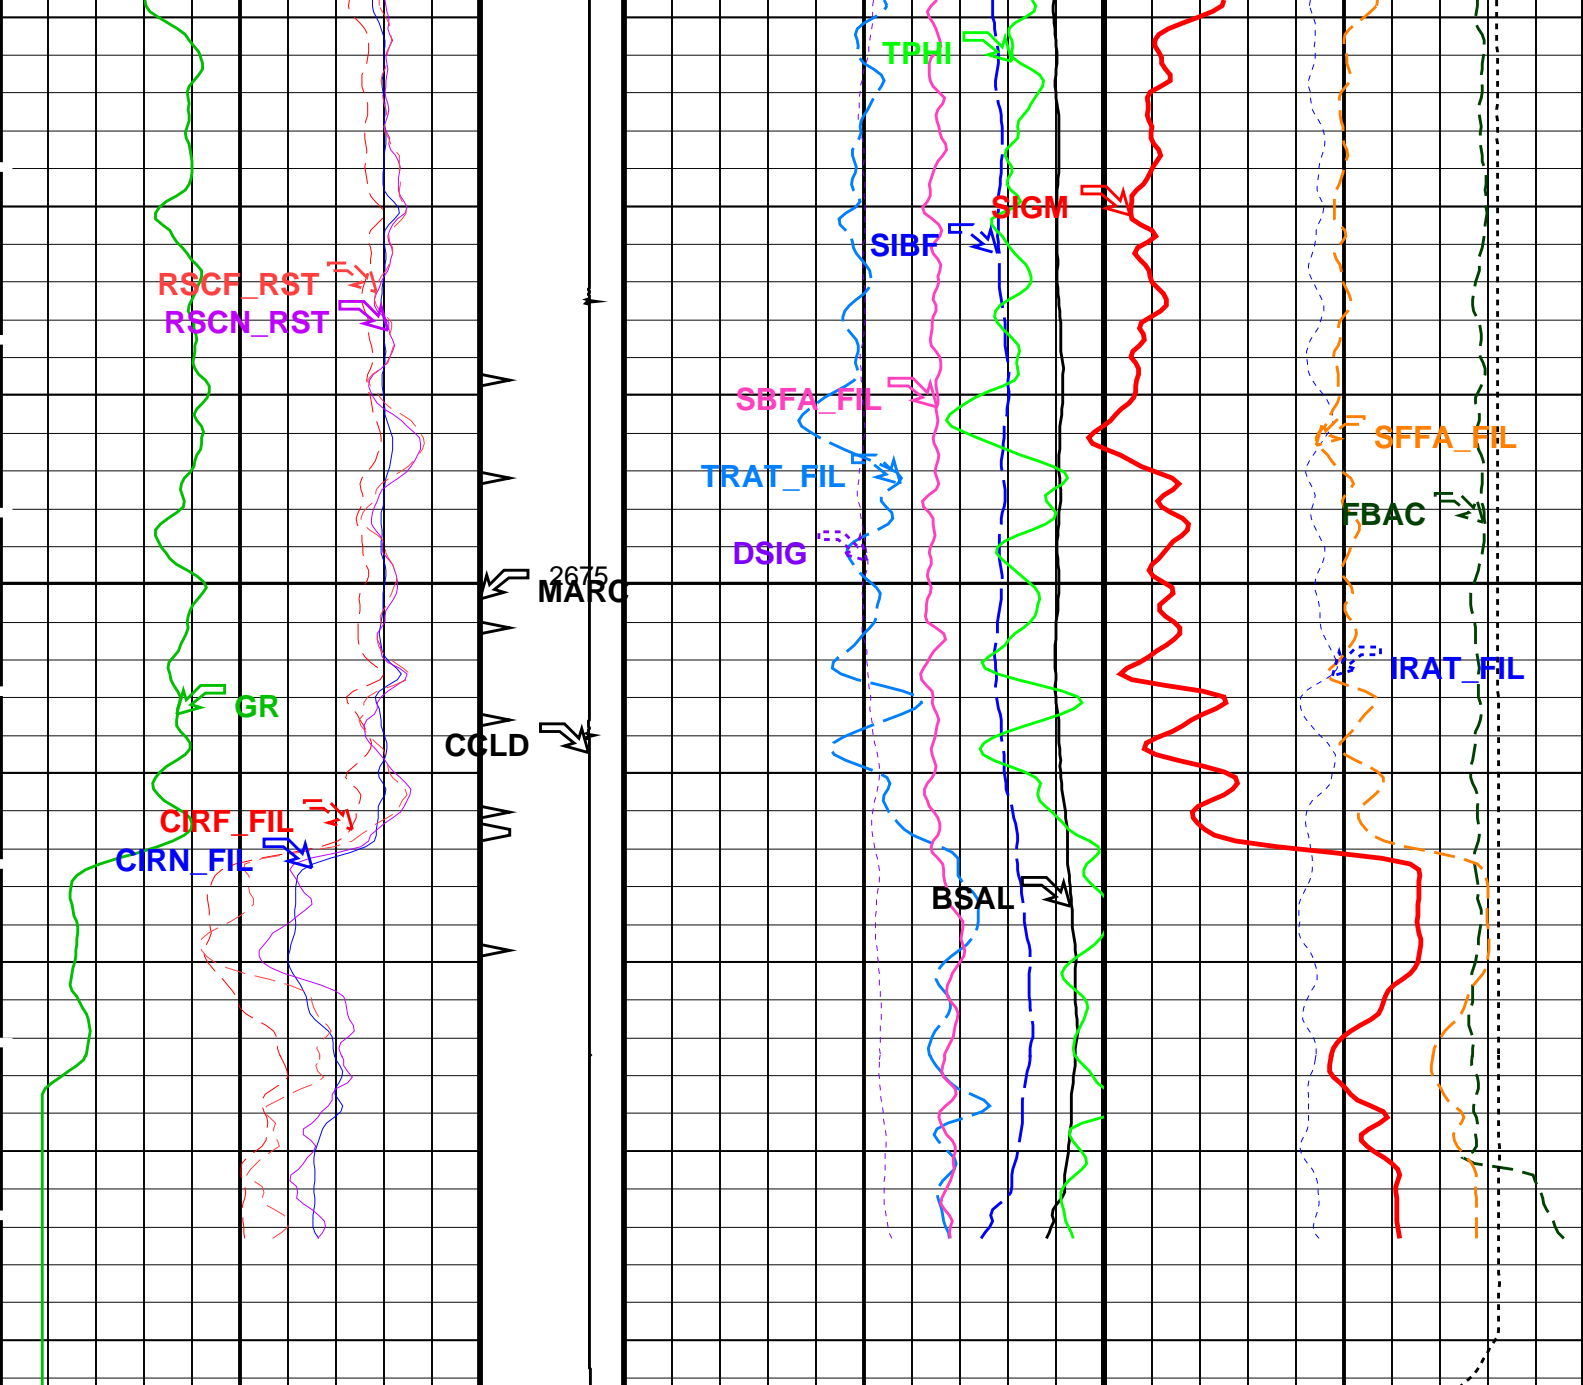 TPHI
SIGM
SIBF
RSCF_RST
RSCN_RST
SBFA_FIL
SFFA_FIL
TRAT_FIL
FBAC
DSIG
2675
MARC
IRAT_FIL
GR
CCLD
CIRF_FIL
CIRN_FIL
BSAL